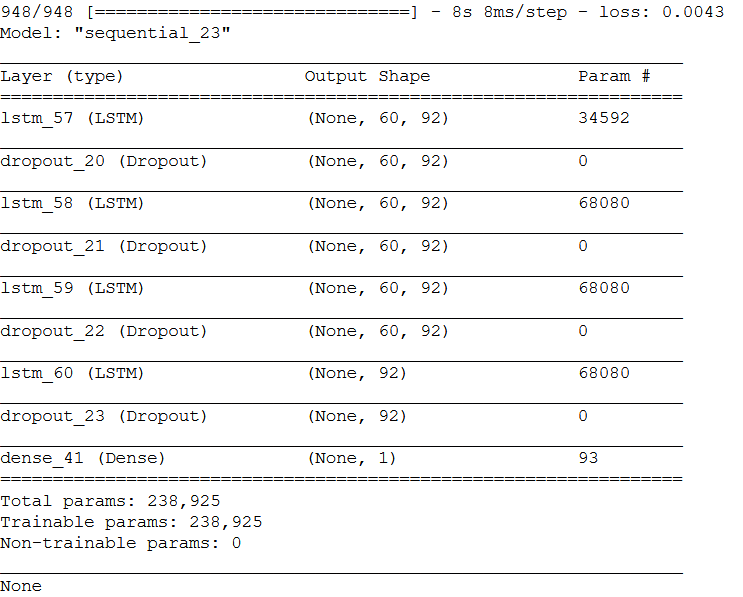 948/948 [==============================] - 8s 8ms/step - loss: 0.0043
Model: "sequential_23"
_________________________________________________________________
Layer (type)                 Output Shape              Param #
=================================================================
lstm_57 (LSTM)               (None, 60, 92)            34592
_________________________________________________________________
dropout_20 (Dropout)         (None, 60, 92)            0
_________________________________________________________________
lstm_58 (LSTM)               (None, 60, 92)            68080
_________________________________________________________________
dropout_21 (Dropout)         (None, 60, 92)            0
_________________________________________________________________
lstm_59 (LSTM)               (None, 60, 92)            68080
_________________________________________________________________
dropout_22 (Dropout)         (None, 60, 92)            0
_________________________________________________________________
lstm_60 (LSTM)               (None, 92)                68080
_________________________________________________________________
dropout_23 (Dropout)         (None, 92)                0
_________________________________________________________________
dense_41 (Dense)             (None, 1)                 93
=================================================================
Total params: 238,925
Trainable params: 238,925
Non-trainable params: 0
_________________________________________________________________
None